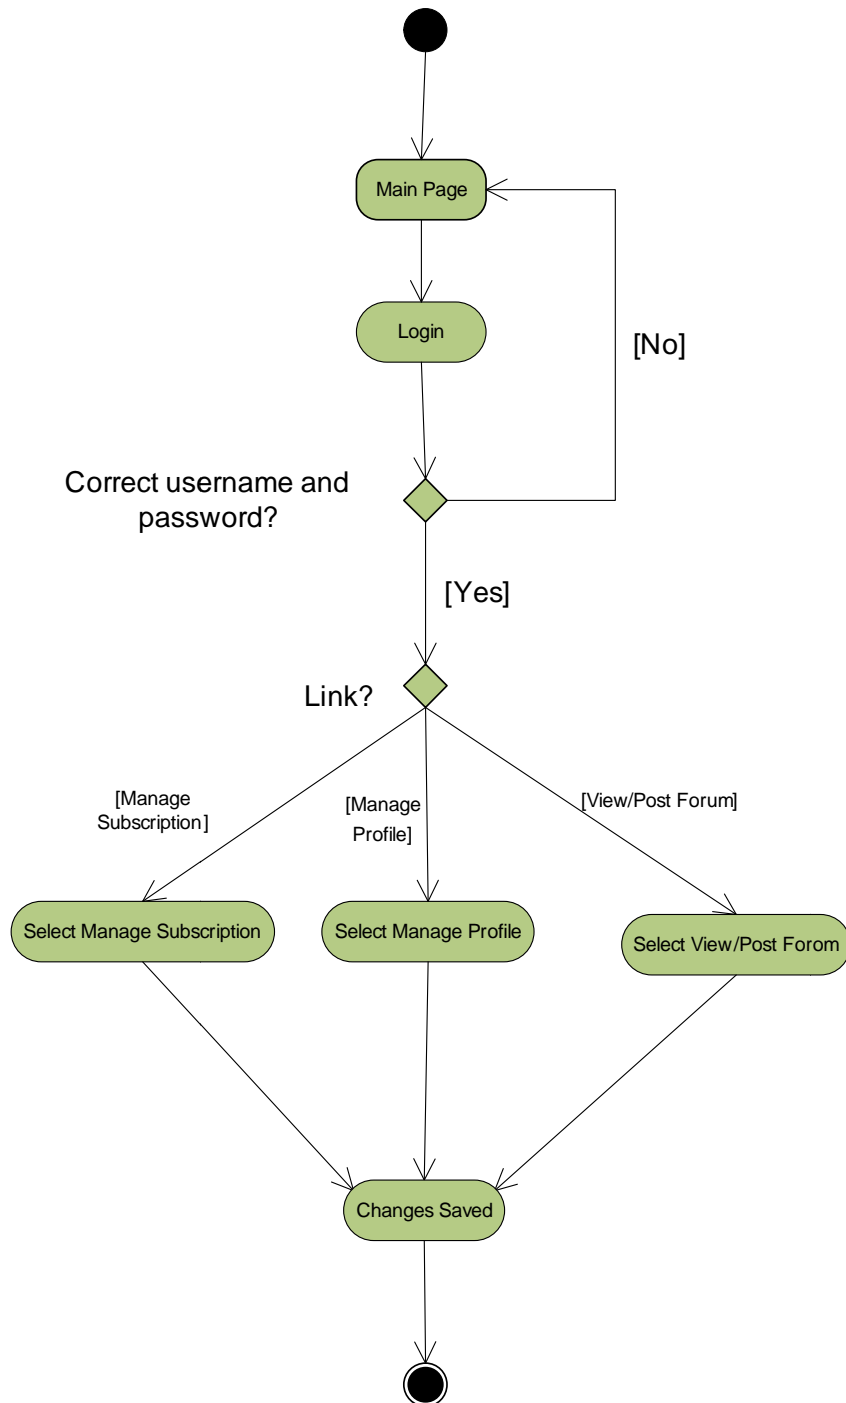 Main Page
Login
[No]
Correct username and
password?
[Yes]
Link?
[Manage
Subscription]
[Manage
Profile]
[View/Post Forum]
Select Manage Subscription
Select Manage Profile
Select View/Post Forom
Changes Saved